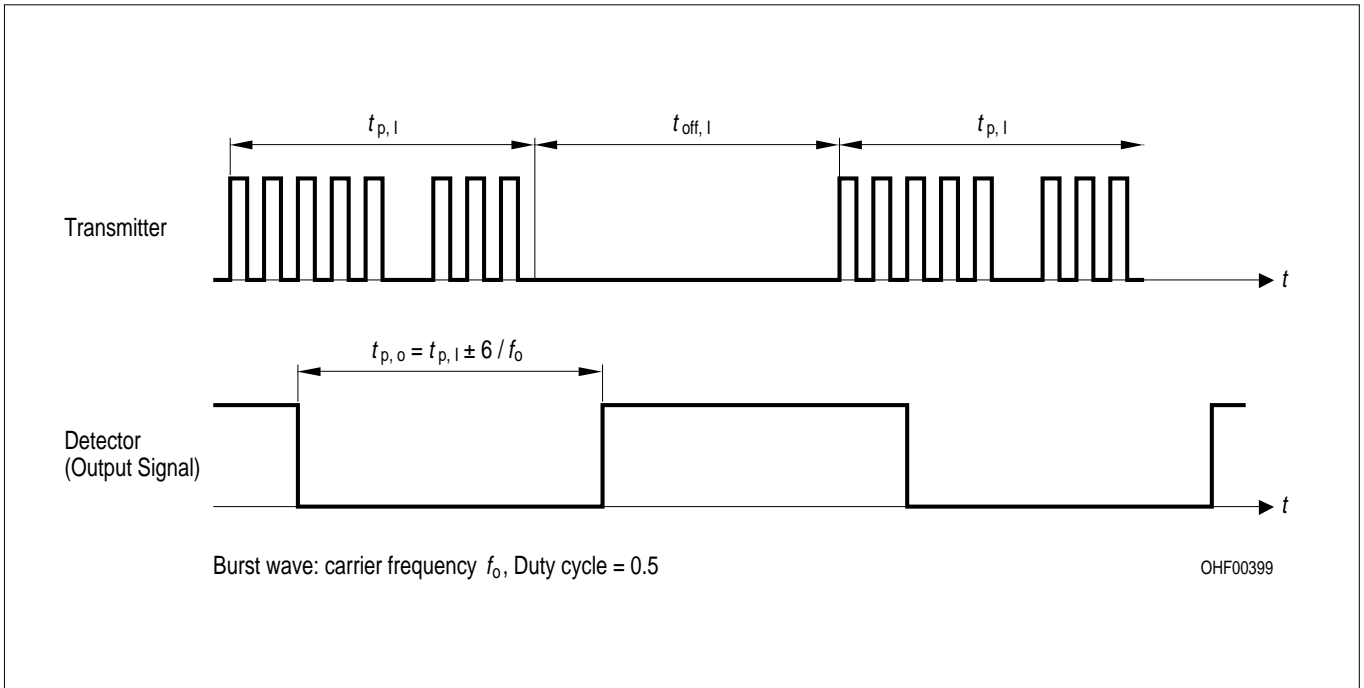 t p, I
t off, I
t p, I
Transmitter
t
t p, o = t p, I ± 6 / f o
Detector
(Output Signal)
t
Burst wave: carrier frequency f o, Duty cycle = 0.5
OHF00399